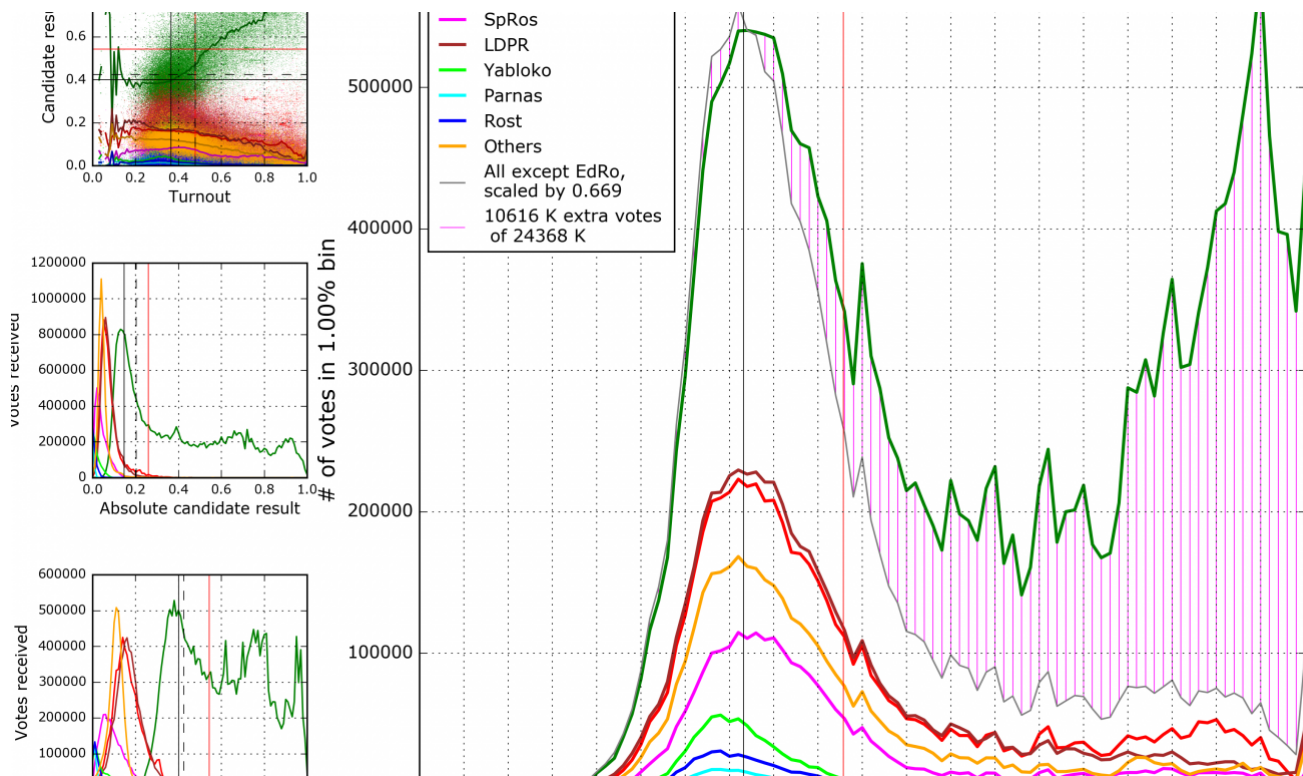 0.6
0.4
0.2
0.0
Candidate resu
0.0 0.2 0.4 0.6 0.8 1.0
Turnout
1200000
1000000
800000
600000
400000
200000
0
votes received
0.0 0.2 0.4 0.6 0.8 1.0
Absolute candidate result
600000
500000
400000
300000
200000
100000
Votes received
# of votes in 1.00% bin
500000
400000
300000
200000
100000
SpRos
LDPR
Yabloko
Parnas
Rost
Others
All except EdRo,
scaled by 0.669
10616 K extra votes
of 24368 K